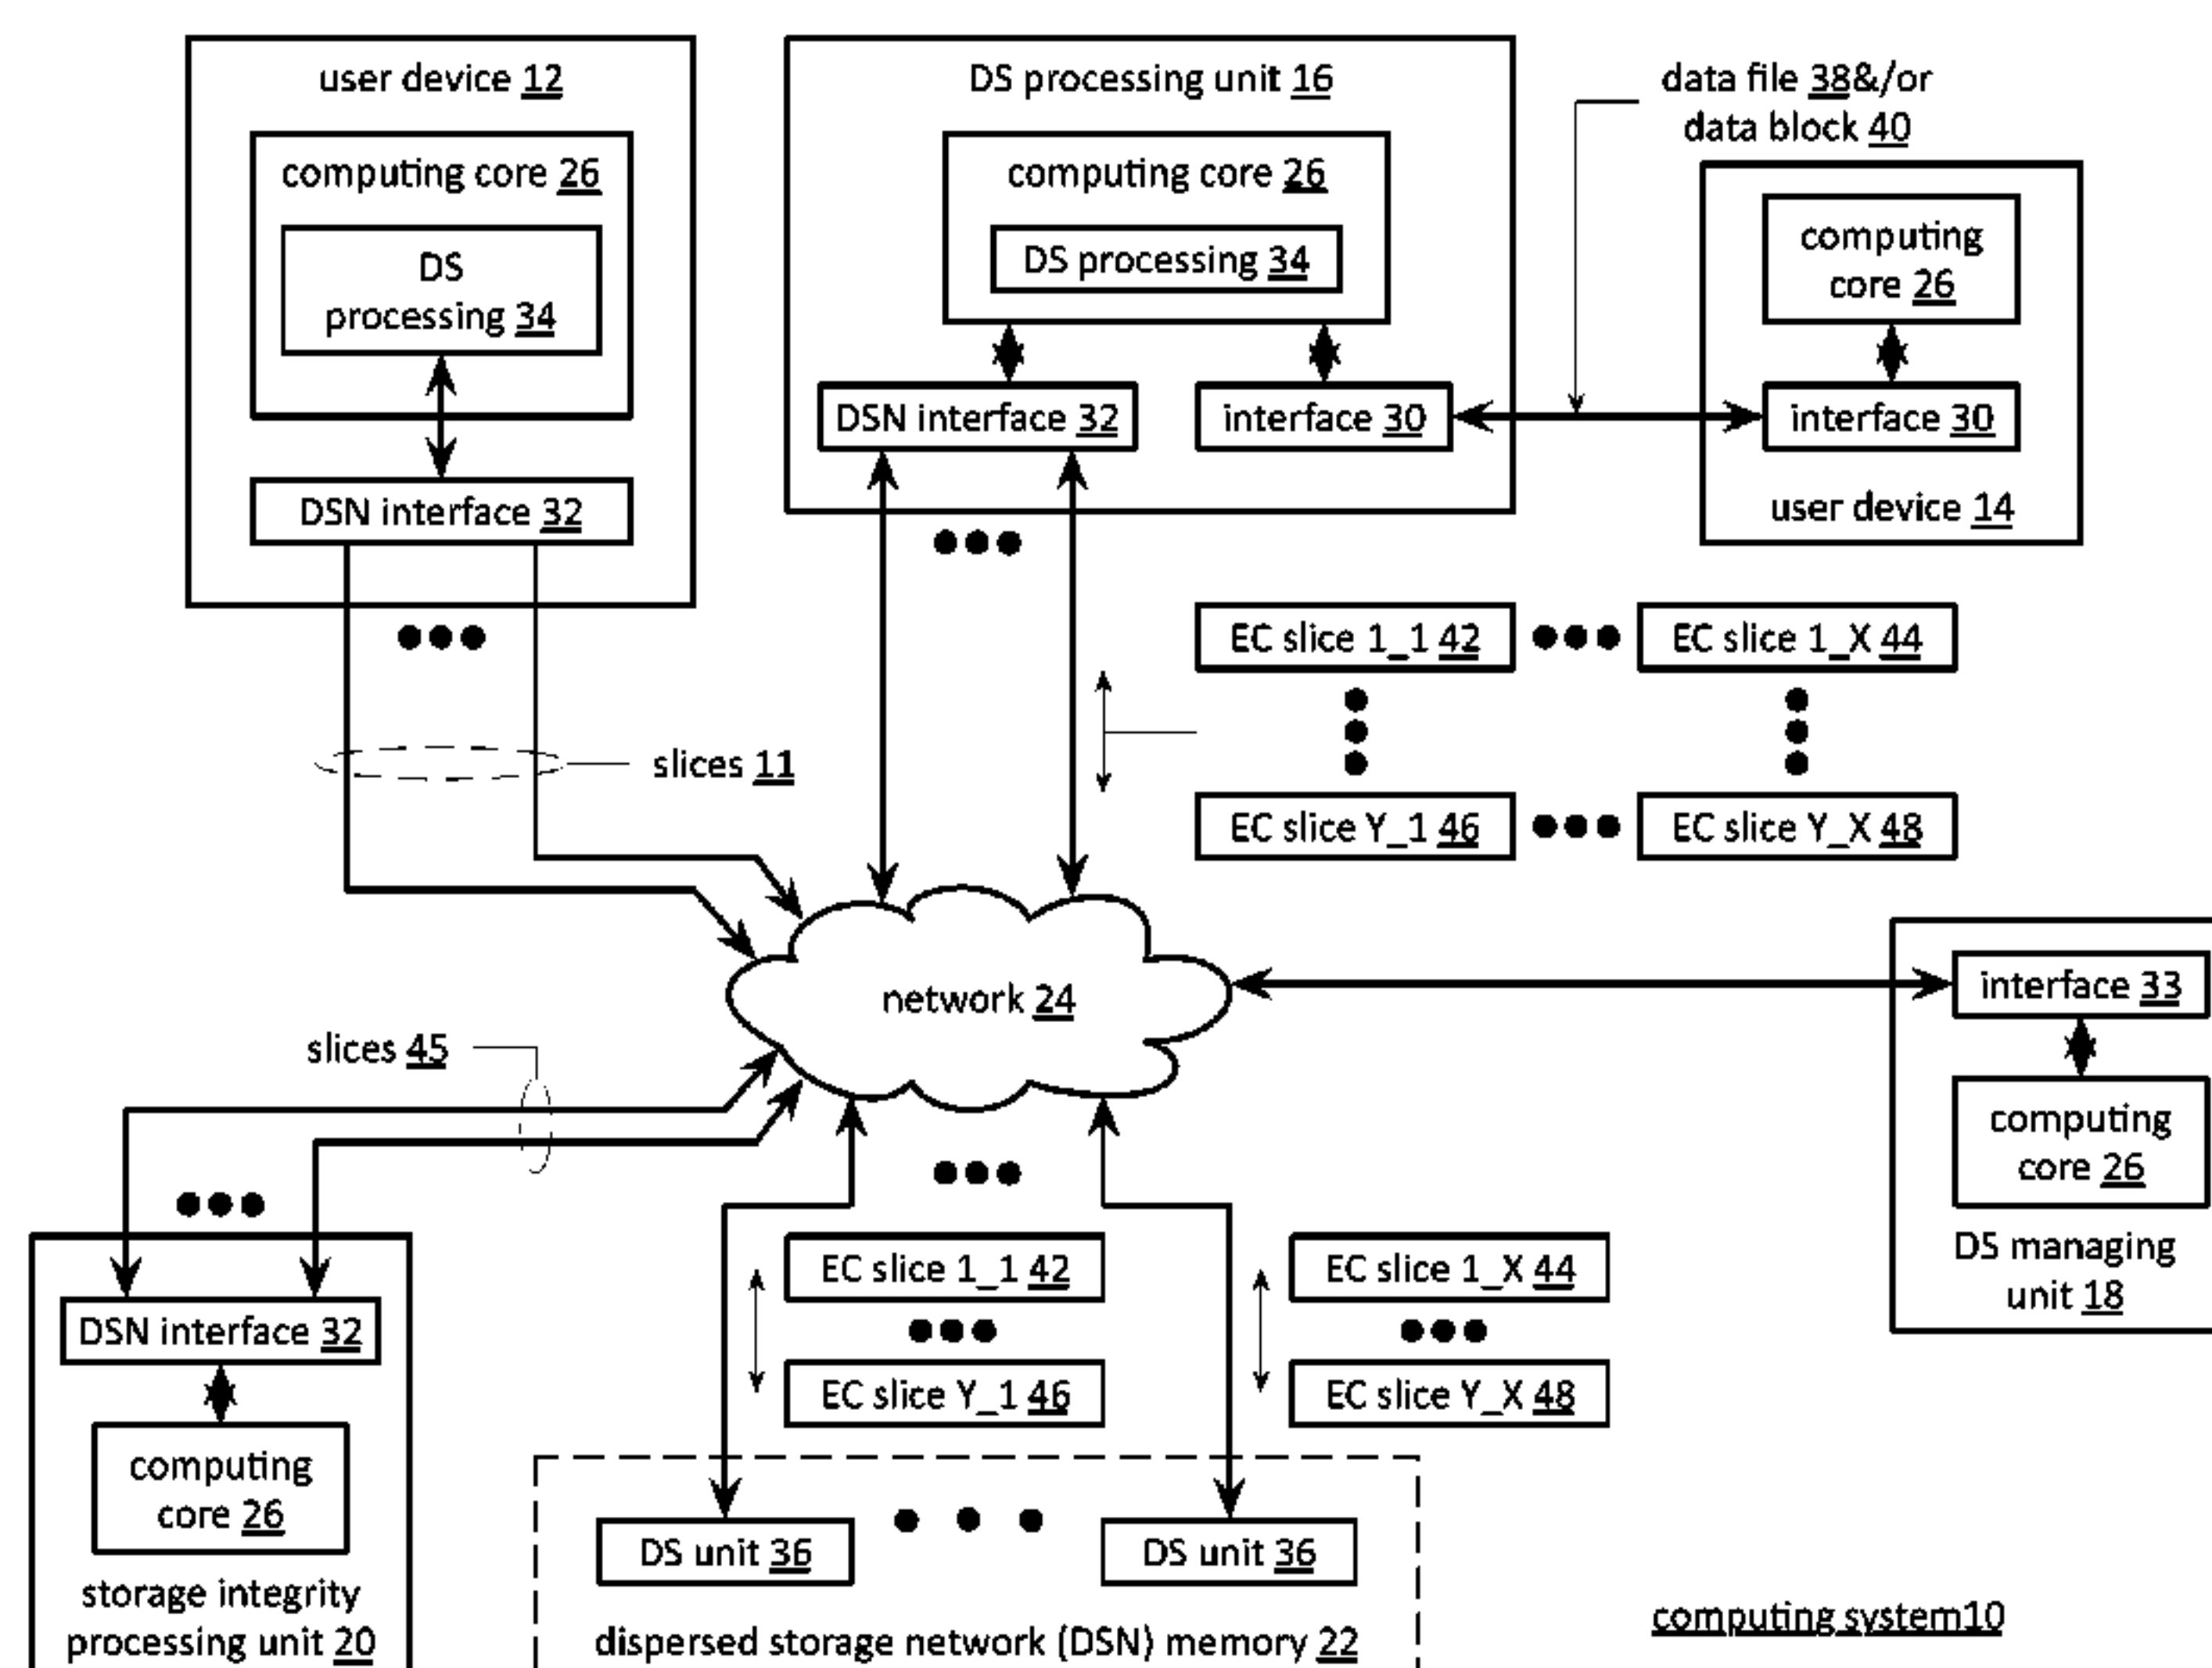 user device 12
computing core 26
DS
processing 34
DSN interface 32
slices 11
DS processing unit 16
computing core 26
DS processing 34
DSN interface 32
interface 30
data file 38&/or
data block 40
computing
core 26
interface 30
user device 14
EC slice 1_1 42
EC slice 1_X 44
EC slice Y_1 46
EC slice Y_X 48
network 24
interface 33
computing
core 26
DS managing
unit 18
slices 45
DSN interface 32
computing
core 26
storage integrity
processing unit 20
EC slice 1_1 42
EC slice 1_X 44
EC slice Y_1 46
EC slice Y_X 48
DS unit 36
DS unit 36
dispersed storage network (DSN) memory 22
computing system10